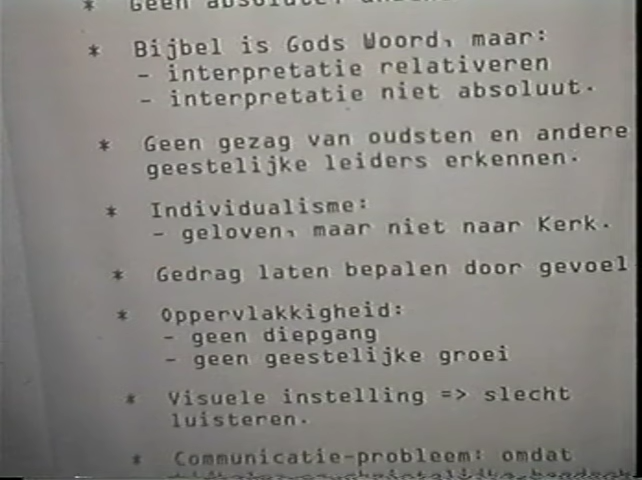 * Geen
* Bijbel is Gods Woord, maar:
- interpretatie relativeren
- interpretatie niet absoluut.
* Geen gezag van oudsten en andere
geestelijke leiders erkennen.
* Individualisme:
- geloven, maar niet naar Kerk.
* Gedrag laten bepalen door gevoel
* Oppervlakkigheid:
- geen diepgang
- geen geestelijke groei
* Visuele instelling => slecht
luisteren.
* Communicatie-probleem: omdat